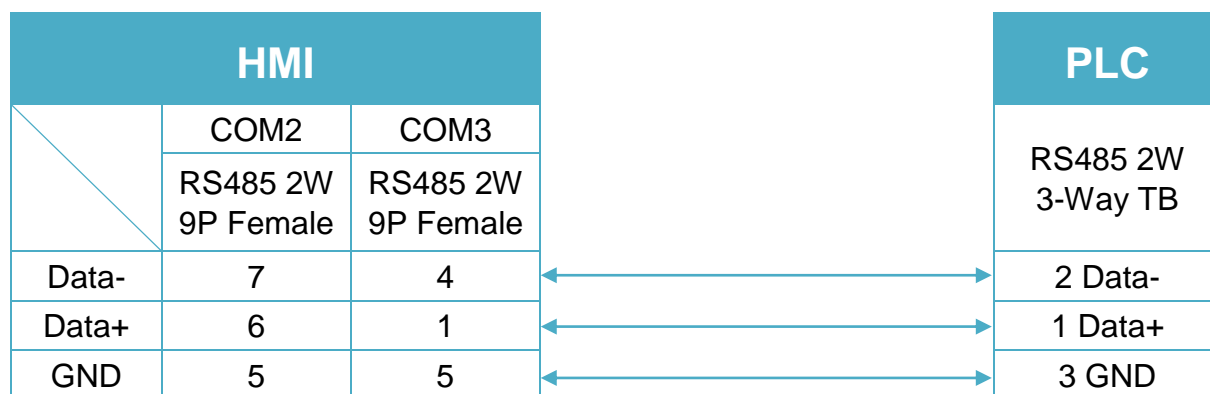 HMI
PLC
COM2 COM3
RS485 2W
9P Female
RS485 2W
9P Female
RS485 2W
3-Way TB
Data- 7 4 2 Data-
Data+ 6 1 1 Data+
GND 5 5 3 GND